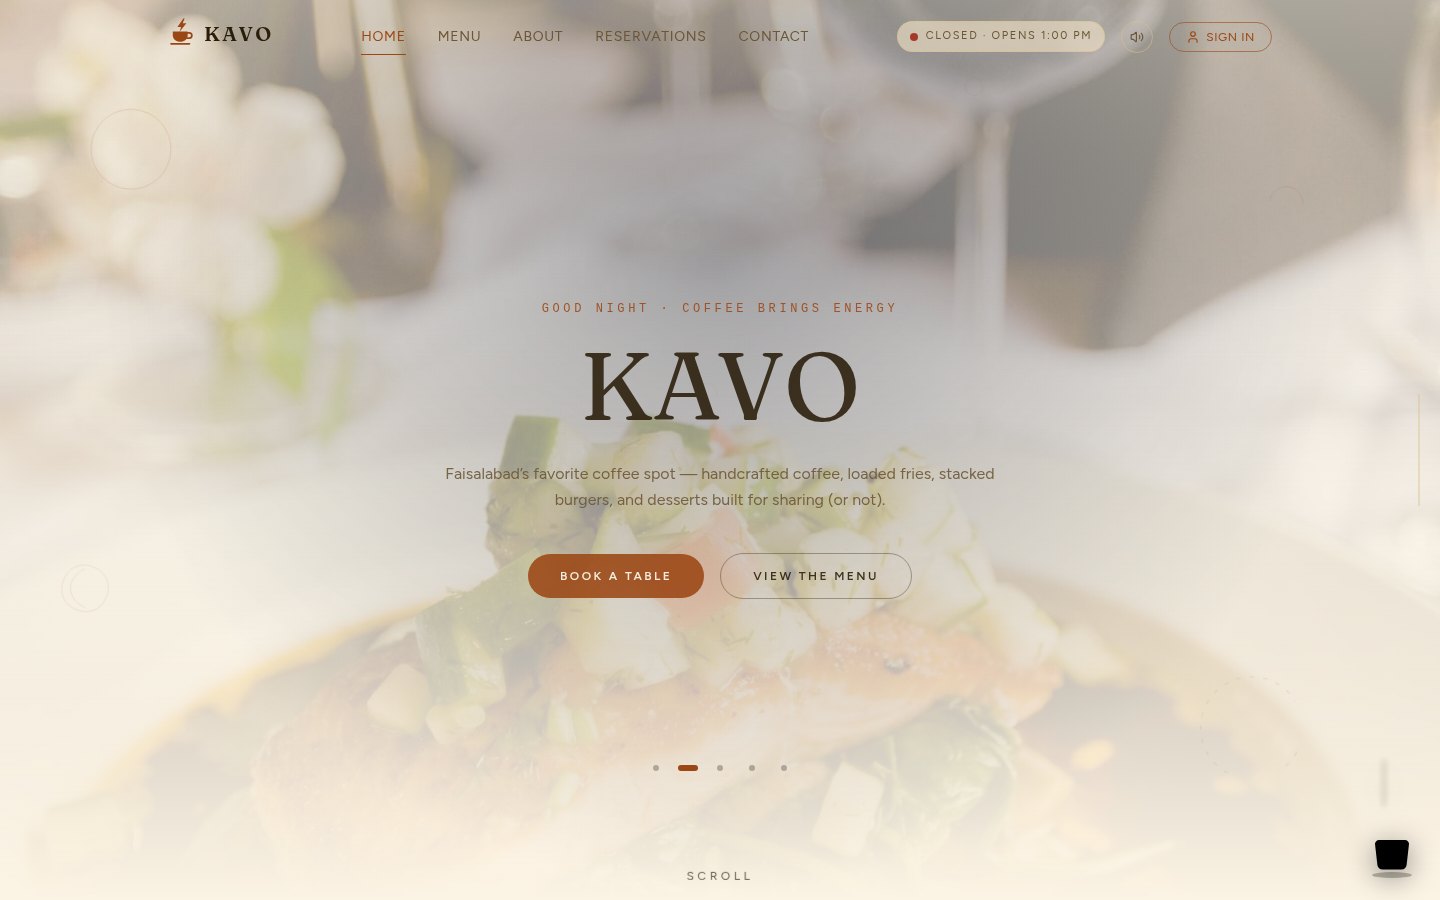 KAVO
HOME MENU ABOUT RESERVATIONS CONTACT
CLOSED · OPENS 1:00 PM
SIGN IN
GOOD NIGHT · COFFEE BRINGS ENERGY
KAVO
Faisalabad's favorite coffee spot — handcrafted coffee, loaded fries, stacked
burgers, and desserts built for sharing (or not).
BOOK A TABLE
VIEW THE MENU
SCROLL